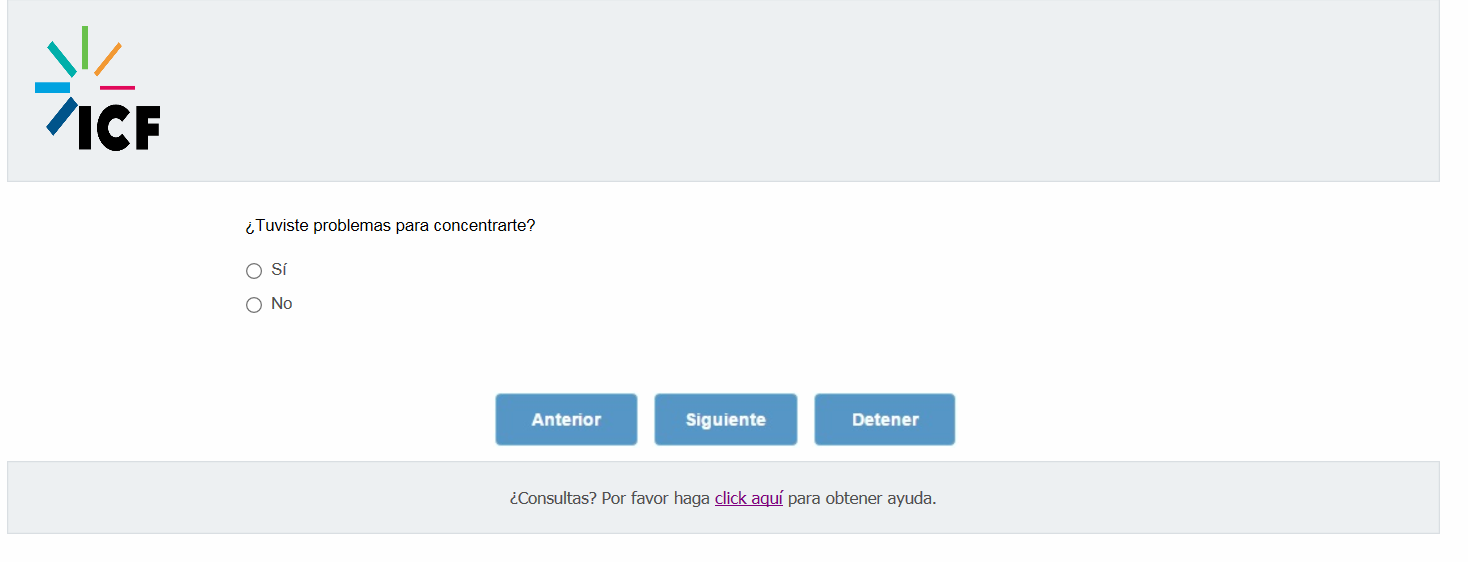 ICF
¿Tuviste problemas para concentrarte?
Sí
No
Anterior
Siguiente
Detener
¿Consultas? Por favor haga click aquí para obtener ayuda.